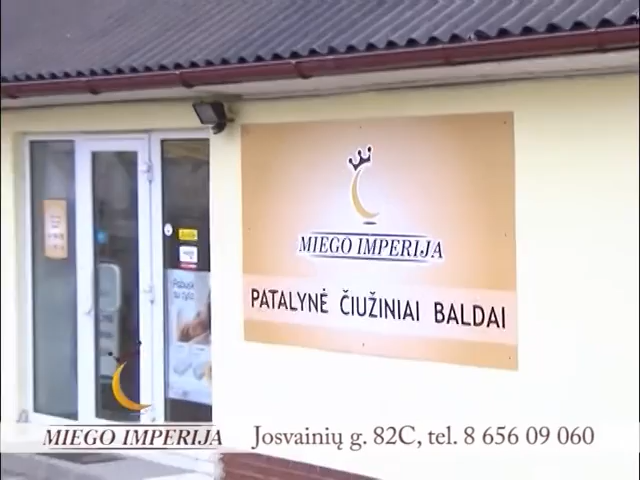 MIEGO IMPERIJA
PATALYNĖ ČIUŽINIAI BALDAI
MIEGO IMPERIJA
Josvainių g. 82C, tel. 8 656 09 060